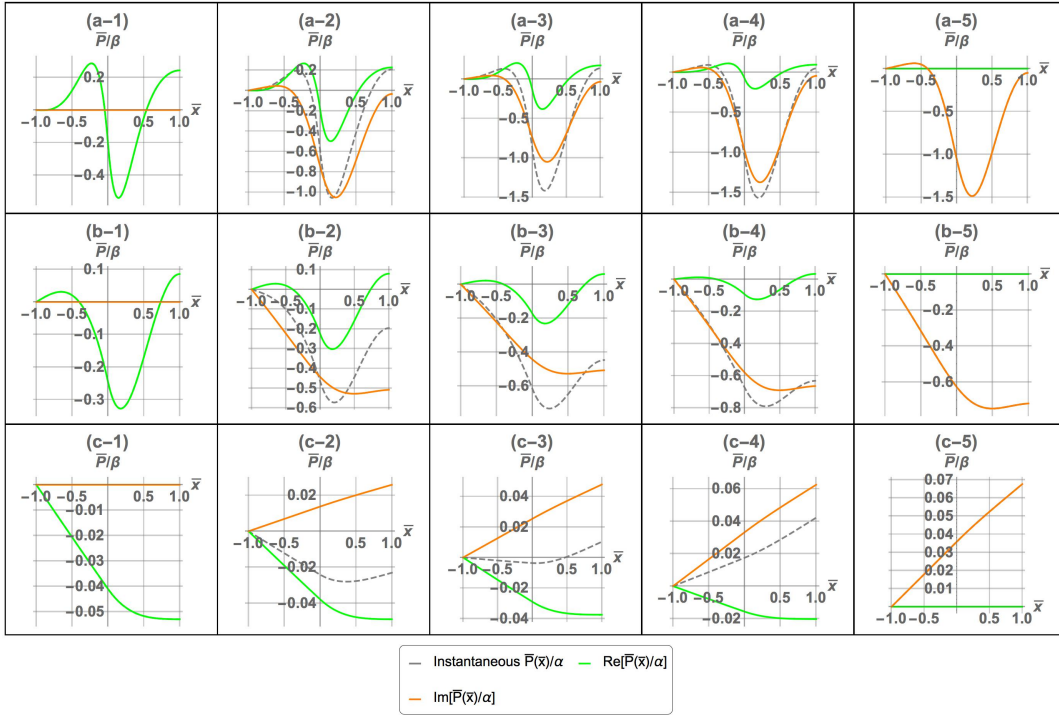 (a−1) (a−2) (a−3) (a−4) (a−5)
P̅/β P̅/β P̅/β P̅/β P̅/β
0.2 −1.0 −0.5 0.5 1.0 x̅ −0.2 −0.4
0.2 −1.0 −0.5 0.5 1.0 x̅ −0.2 −0.4 −0.6 −0.8 −1.0
−1.0 −0.5 0.5 1.0 x̅ −0.5 −1.0 −1.5
−1.0 −0.5 0.5 1.0 x̅ −0.5 −1.0 −1.5
−1.0 −0.5 0.5 1.0 x̅ −0.5 −1.0 −1.5
(b−1) (b−2) (b−3) (b−4) (b−5)
P̅/β P̅/β P̅/β P̅/β P̅/β
0.1 −1.0 −0.5 0.5 1.0 x̅ −0.1 −0.2 −0.3
0.1 −1.0 −0.5 0.5 1.0 x̅ −0.1 −0.2 −0.3 −0.4 −0.5 −0.6
−1.0 −0.5 0.5 1.0 x̅ −0.2 −0.4 −0.6
−1.0 −0.5 0.5 1.0 x̅ −0.2 −0.4 −0.6 −0.8
−1.0 −0.5 0.5 1.0 x̅ −0.2 −0.4 −0.6
(c−1) (c−2) (c−3) (c−4) (c−5)
P̅/β P̅/β P̅/β P̅/β P̅/β
−1.0 −0.5 0.5 1.0 x̅ −0.01 −0.02 −0.03 −0.04 −0.05
0.02 −1.0 −0.5 0.5 1.0 x̅ −0.02 −0.04
0.04 0.02 −1.0 −0.5 0.5 1.0 x̅ −0.02 −0.04
0.06 0.04 0.02 −1.0 −0.5 0.5 1.0 x̅ −0.02
0.07 0.06 0.05 0.04 0.03 0.02 0.01 −1.0 −0.5 0.5 1.0 x̅
Instantaneous P̅(x̅)/α Re[P̅(x̅)/α]
Im[P̅(x̅)/α]